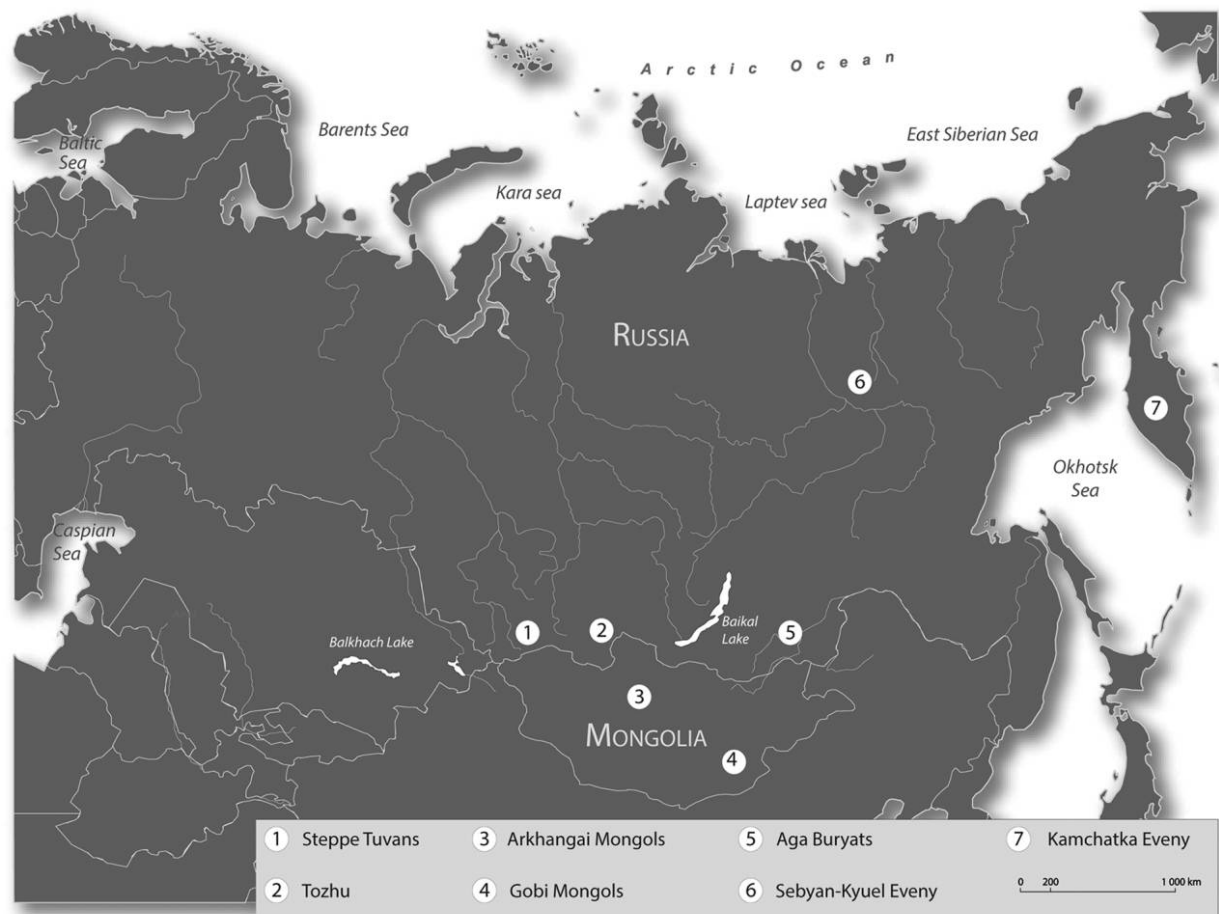 Arctic Ocean
Barents Sea
East Siberian Sea
Baltic
Sea
Kara sea
Laptev sea
RUSSIA
6
7
Okhotsk
Sea
Caspian
Sea
1
2
Baikal
Lake
5
Balkhach Lake
3
MONGOLIA
4
1 Steppe Tuvans
3 Arkhangai Mongols
5 Aga Buryats
7 Kamchatka Eveny
2 Tozhu
4 Gobi Mongols
6 Sebyan-Kyuel Eveny
0 200 1 000 km